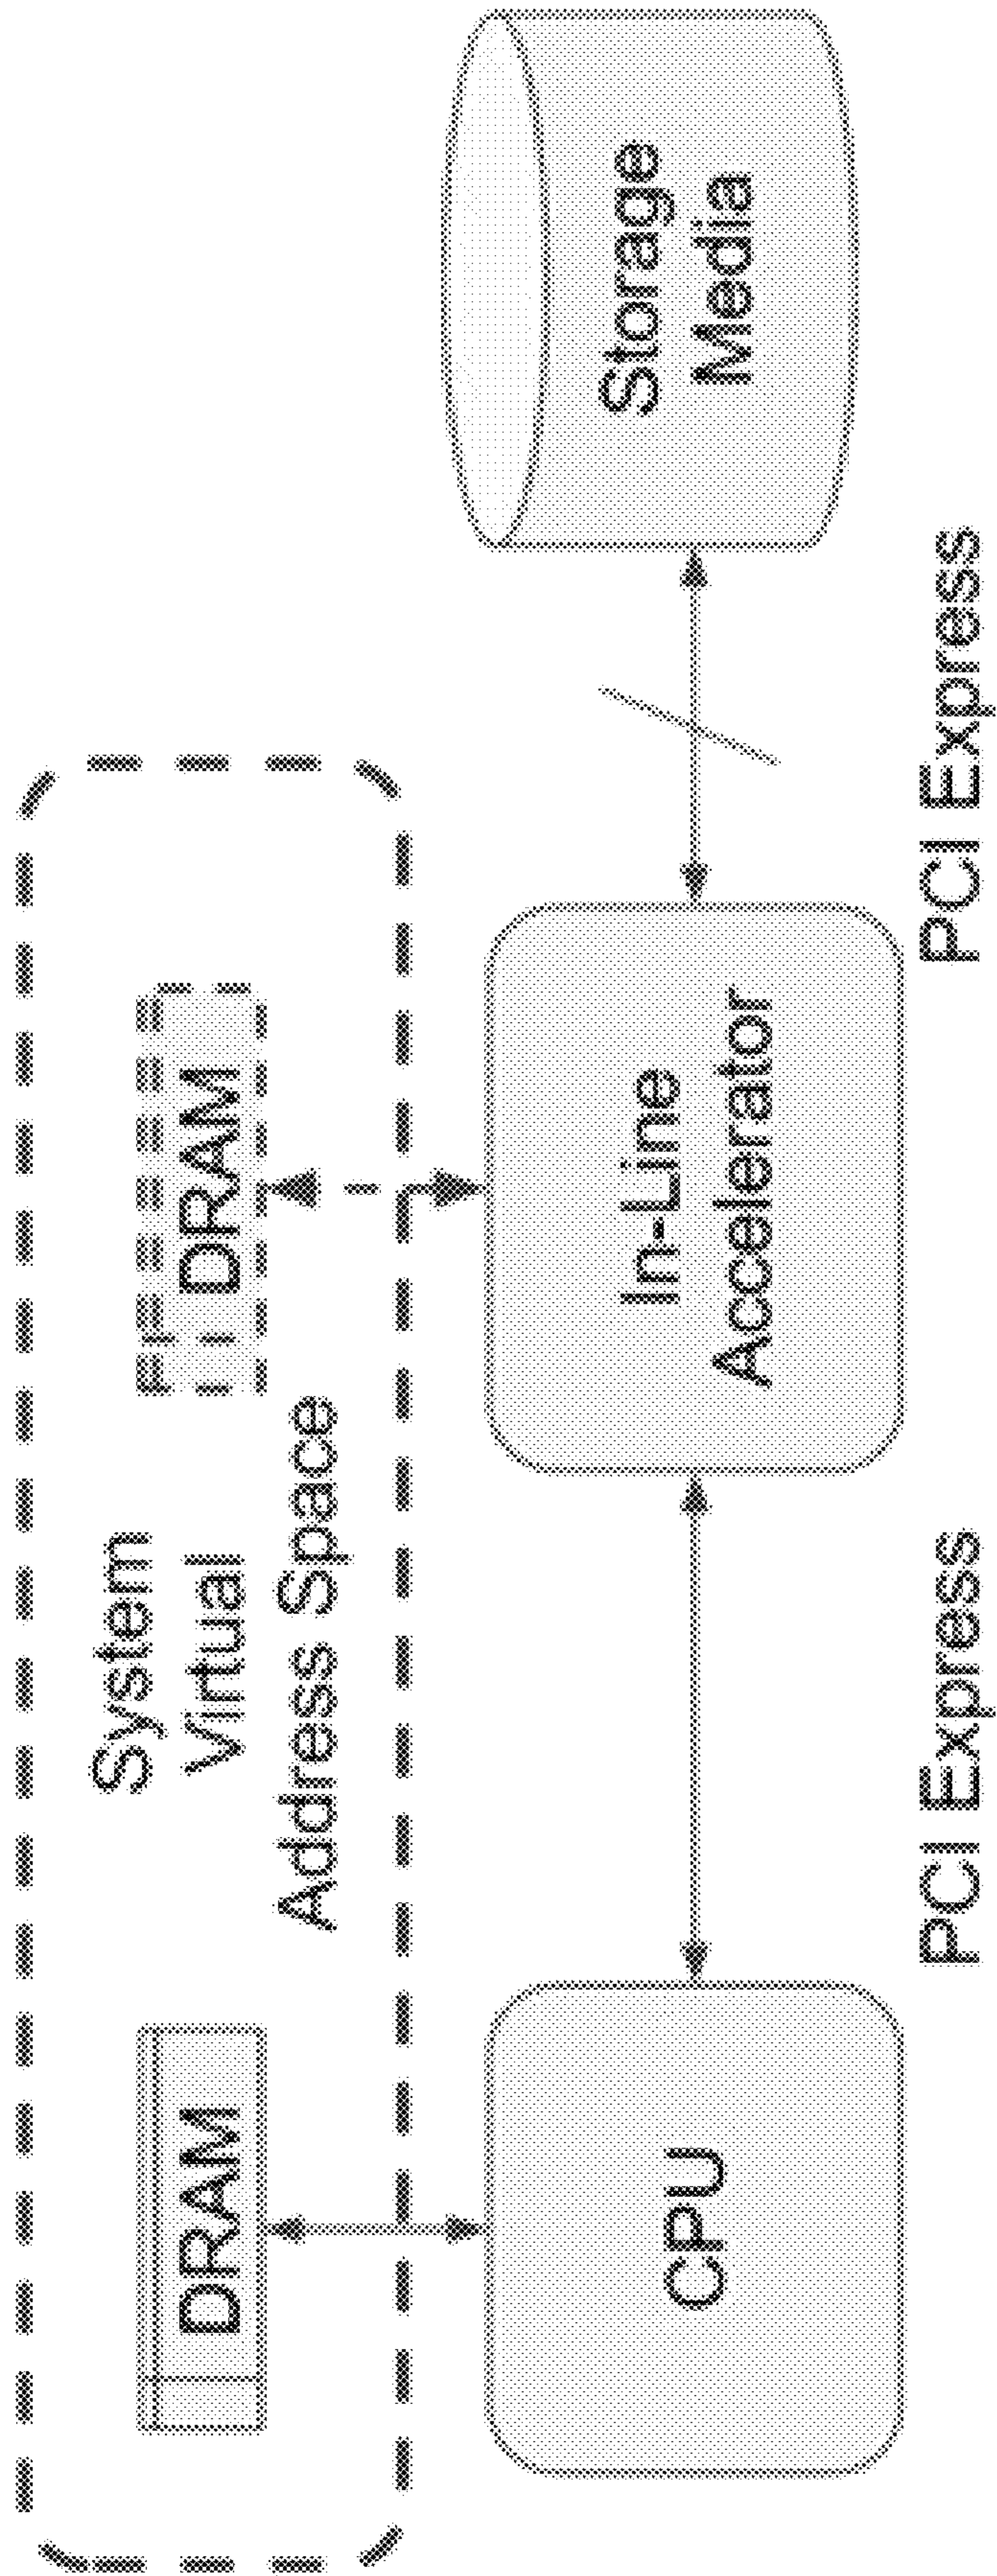 DRAM
System
Virtual
Address Space
DRAM
CPU
In-Line
Accelerator
Storage
Media
PCI Express
PCI Express